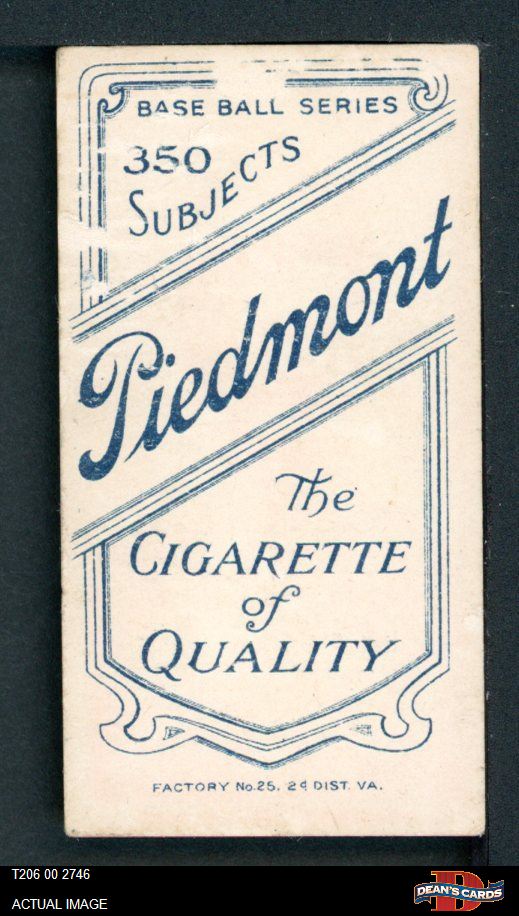 BASE BALL SERIES
350
SUBJECTS
Piedmont
The
CIGARETTE
of
QUALITY
FACTORY No. 25, 2d DIST. VA.
T206 00 2746
ACTUAL IMAGE
D
DEAN'S CARDS